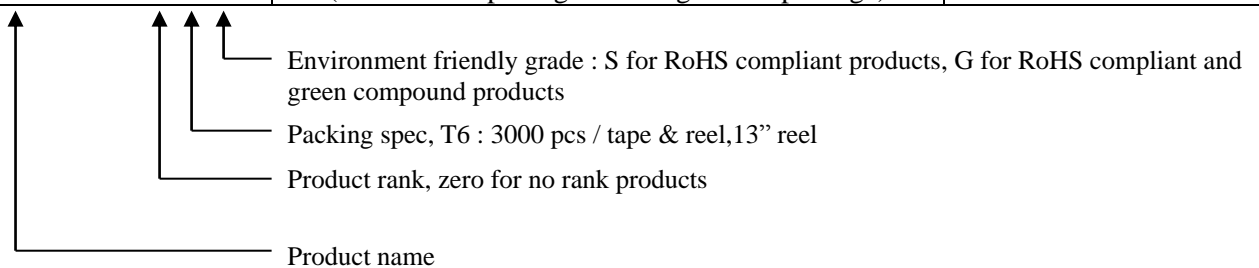 Environment friendly grade : S for RoHS compliant products, G for RoHS compliant and
green compound products
Packing spec, T6 : 3000 pcs / tape & reel,13” reel
Product rank, zero for no rank products
Product name